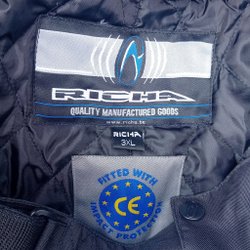 RICHA
QUALITY MANUFACTURED GOODS
www.richa.be
RICHA
3XL
FITTED WITH
CE
IMPACT PROTECTION